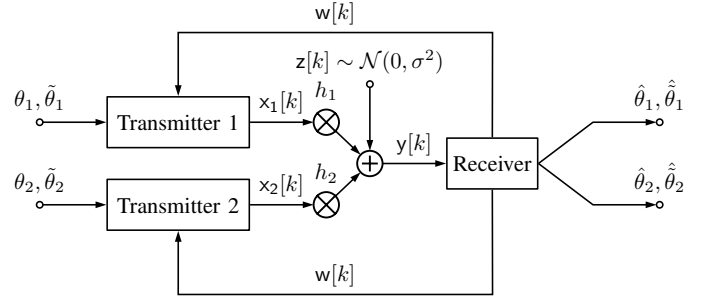 w[k]
z[k] ∼ 𝒩(0, σ²)
θ₁, θ̃₁
Transmitter 1
x₁[k]
h₁
θ̂₁, θ̃̂₁
y[k]
Receiver
θ₂, θ̃₂
Transmitter 2
x₂[k]
h₂
θ̂₂, θ̃̂₂
w[k]